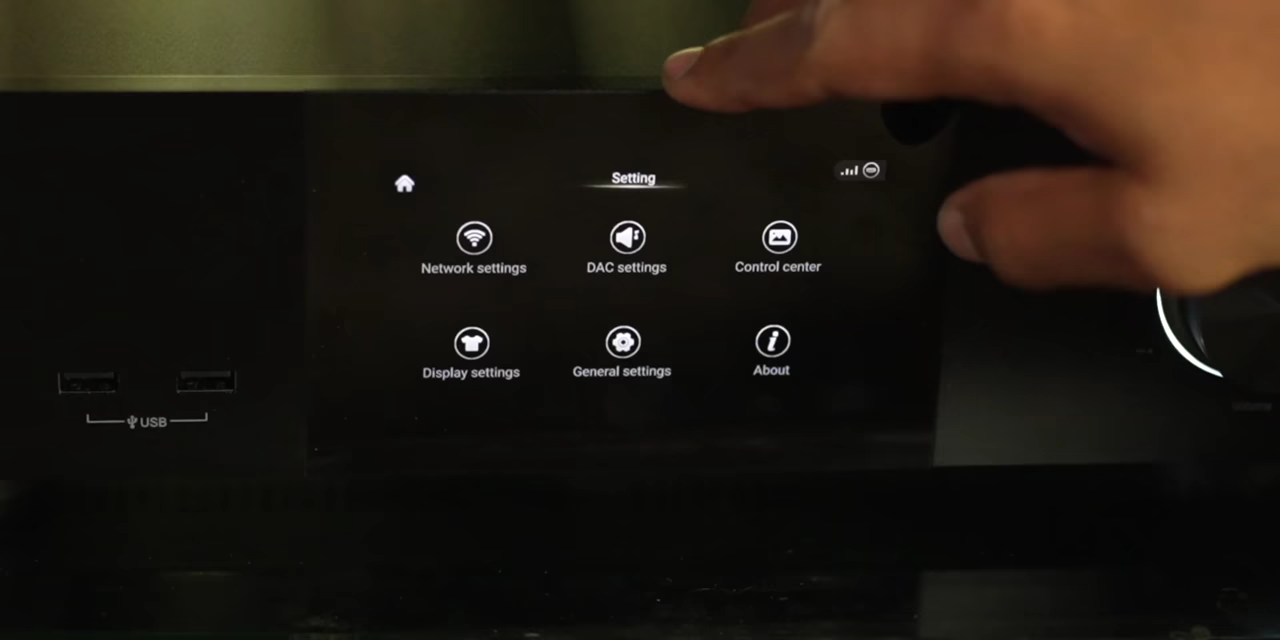 Setting
Network settings
DAC settings
Control center
Display settings
General settings
About
USB